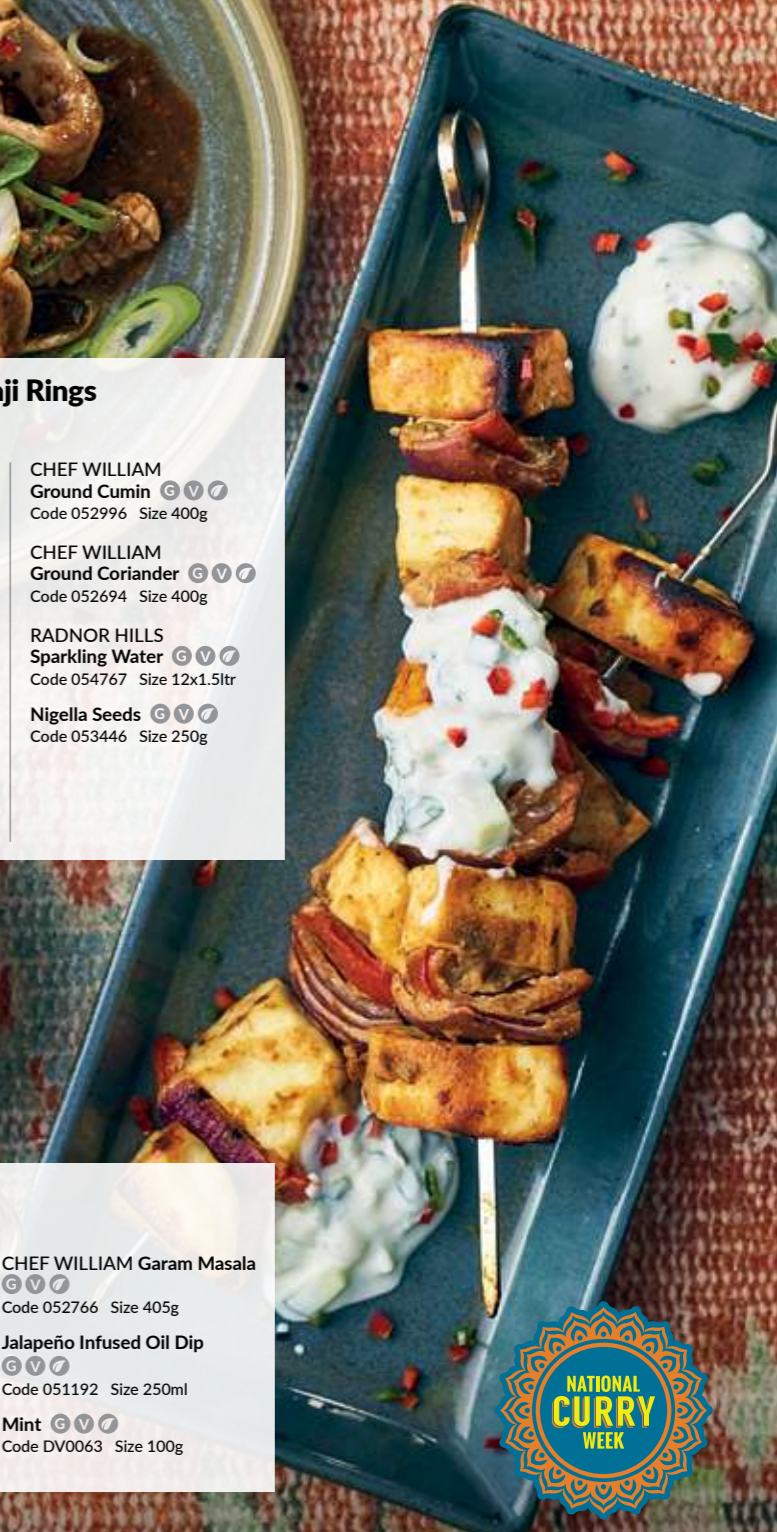 ji Rings
CHEF WILLIAM
Ground Cumin G V
Code 052996 Size 400g
CHEF WILLIAM
Ground Coriander G V
Code 052694 Size 400g
RADNOR HILLS
Sparkling Water G V
Code 054767 Size 12x1.5ltr
Nigella Seeds G V
Code 053446 Size 250g
CHEF WILLIAM Garam Masala
G V
Code 052766 Size 405g
Jalapeño Infused Oil Dip
G V
Code 051192 Size 250ml
Mint G V
Code DV0063 Size 100g
NATIONAL
CURRY
WEEK